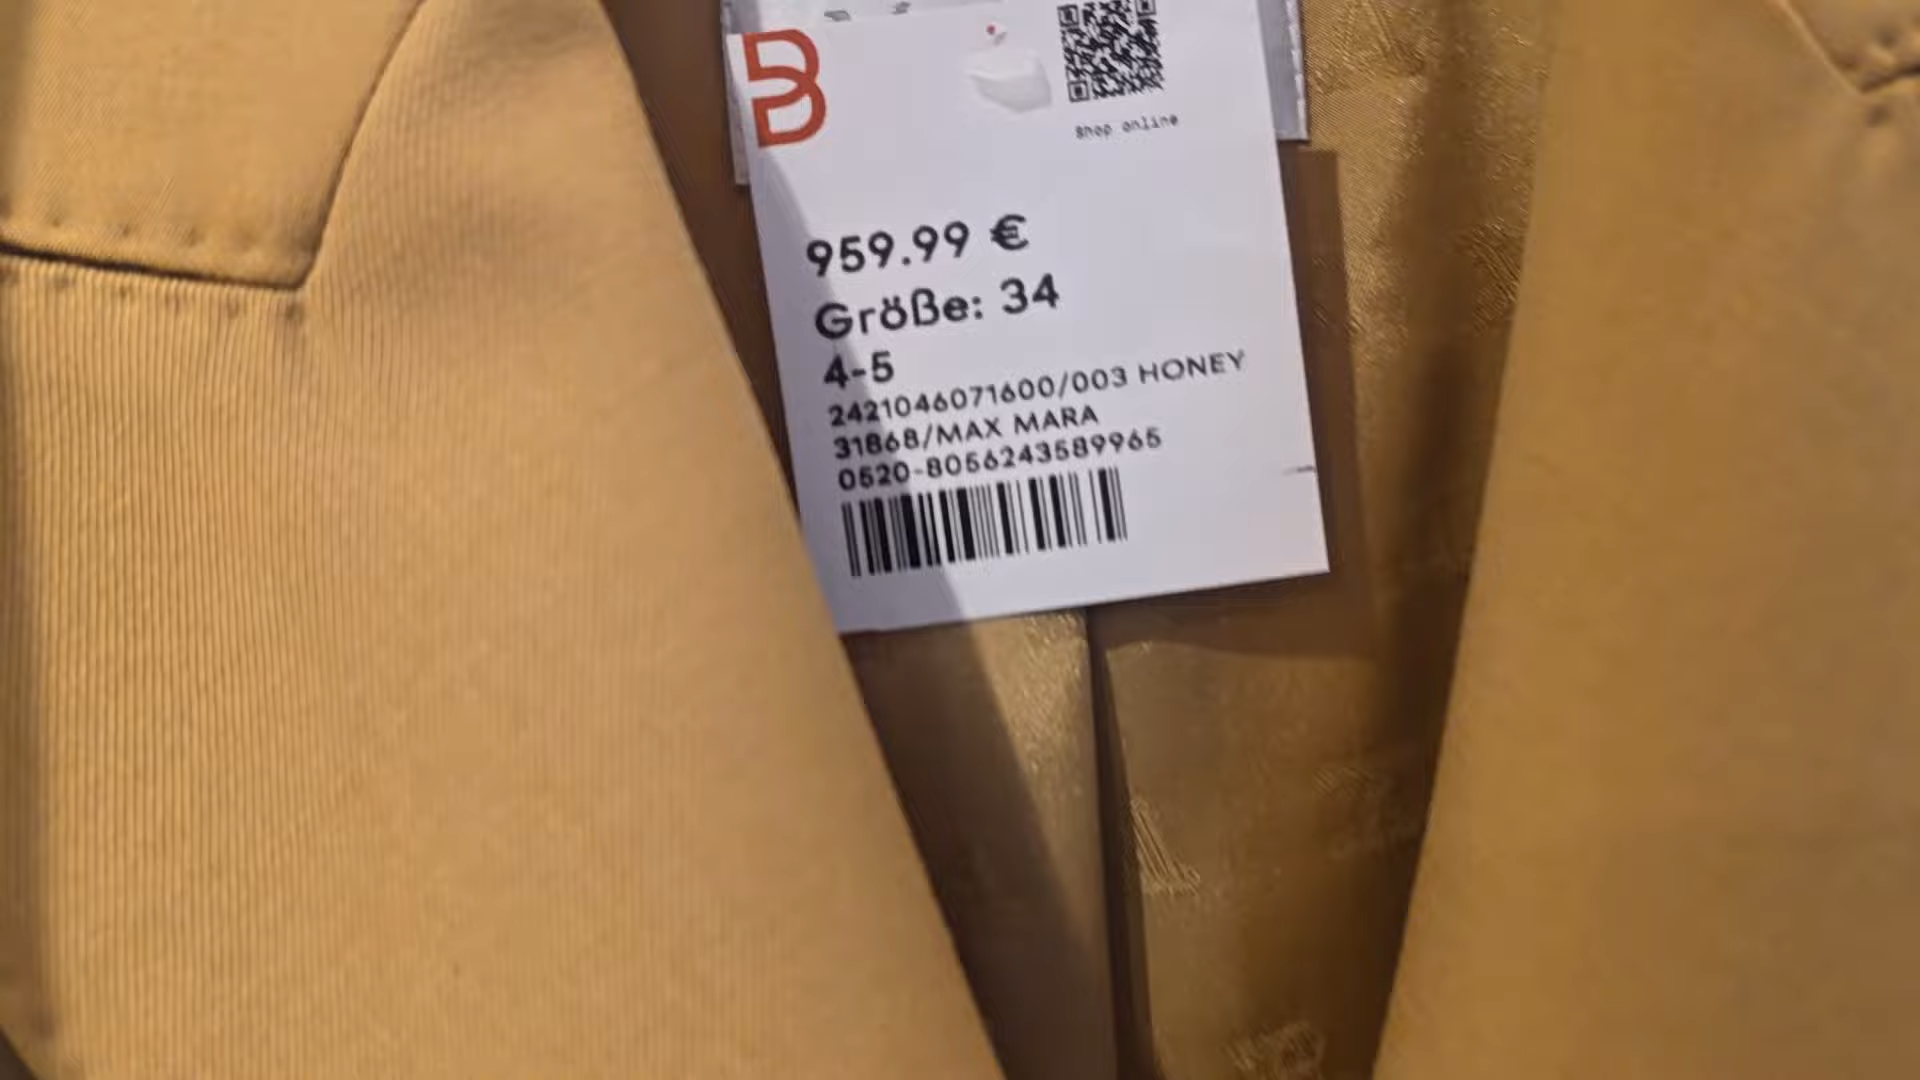 B
Shop online
959.99 €
Größe: 34
4-5
2421046071600/003 HONEY
31868/MAX MARA
0520-8056243589965